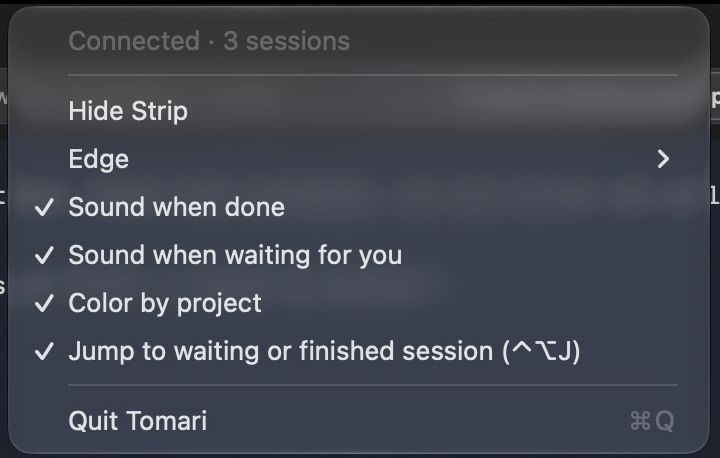 Connected · 3 sessions
Hide Strip
Edge
Sound when done
Sound when waiting for you
Color by project
Jump to waiting or finished session (^⌥J)
Quit Tomari ⌘Q